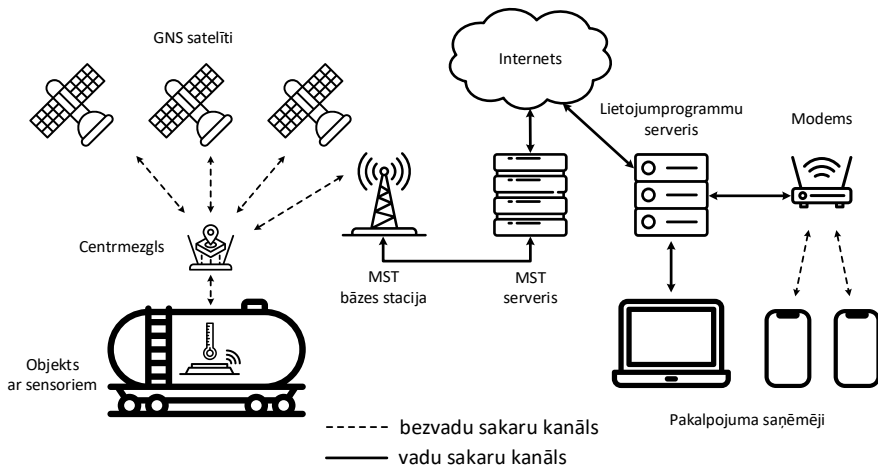 GNS satelīti
Internets
Lietojumprogrammu
serveris
Modems
Centrmezgls
MST
bāzes stacija
MST
serveris
Objekts
ar sensoriem
Pakalpojuma saņēmēji
bezvadu sakaru kanāls
vadu sakaru kanāls